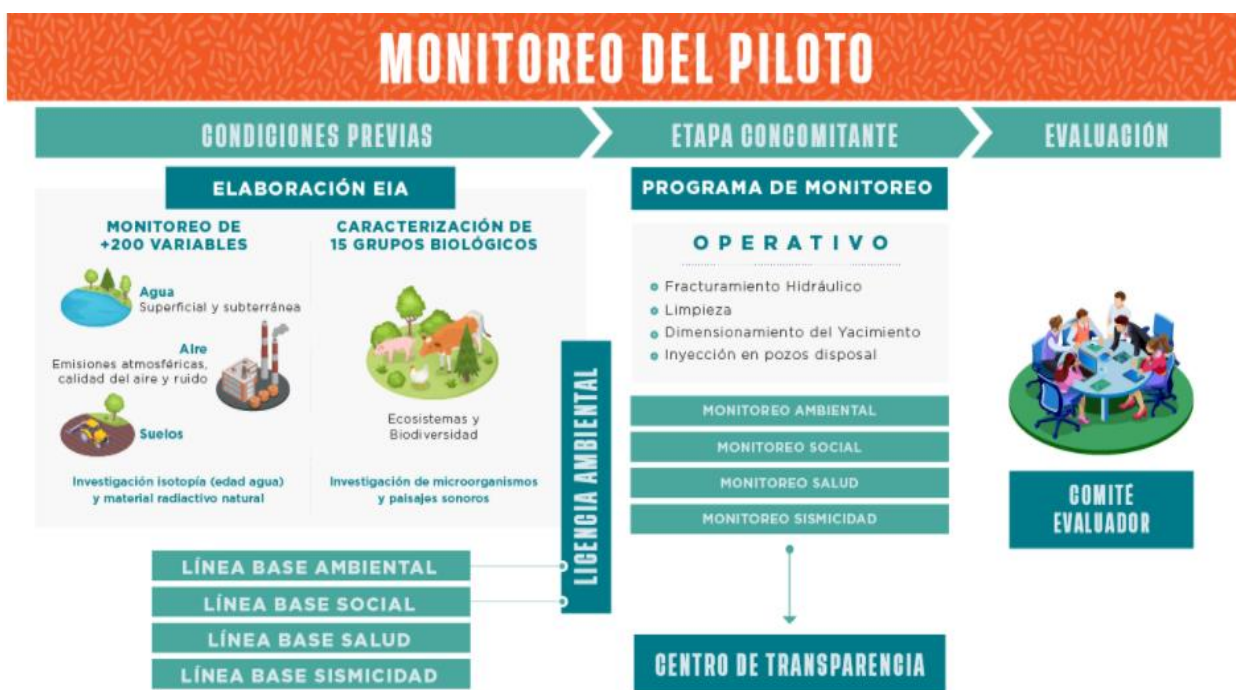 MONITOREO DEL PILOTO
CONDICIONES PREVIAS
ETAPA CONCOMITANTE
EVALUACIÓN
ELABORACIÓN EIA
MONITOREO DE
+200 VARIABLES
Agua
Superficial y subterránea
Aire
Emisiones atmosféricas,
calidad del aire y ruido
Suelos
Investigación isotopía (edad agua)
y material radiactivo natural
CARACTERIZACIÓN DE
15 GRUPOS BIOLÓGICOS
Ecosistemas y
Biodiversidad
Investigación de microorganismos
y paisajes sonoros
LÍNEA BASE AMBIENTAL
LÍNEA BASE SOCIAL
LÍNEA BASE SALUD
LÍNEA BASE SISMICIDAD
LICENCIA AMBIENTAL
PROGRAMA DE MONITOREO
OPERATIVO
Fracturamiento Hidráulico
Limpieza
Dimensionamiento del Yacimiento
Inyección en pozos disposal
MONITOREO AMBIENTAL
MONITOREO SOCIAL
MONITOREO SALUD
MONITOREO SISMICIDAD
CENTRO DE TRANSPARENCIA
COMITÉ
EVALUADOR